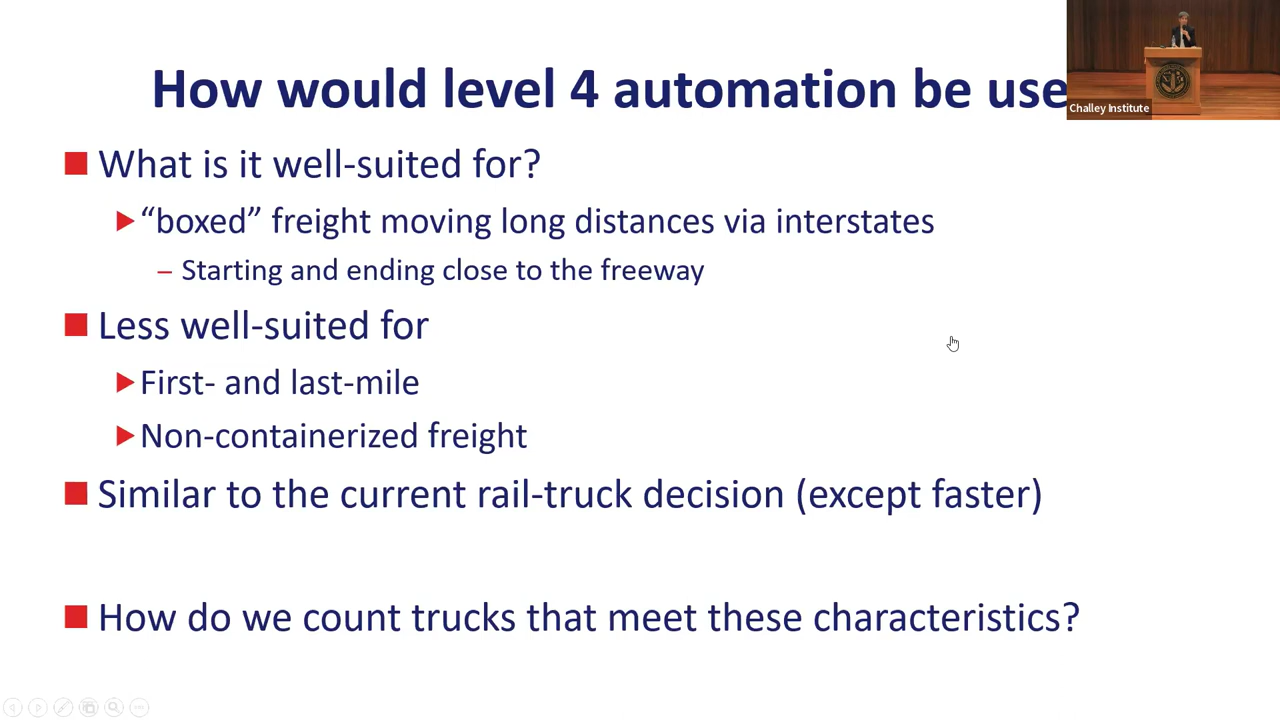 How would level 4 automation be use
Challey Institute
What is it well-suited for?
“boxed” freight moving long distances via interstates
– Starting and ending close to the freeway
Less well-suited for
First- and last-mile
Non-containerized freight
Similar to the current rail-truck decision (except faster)
How do we count trucks that meet these characteristics?